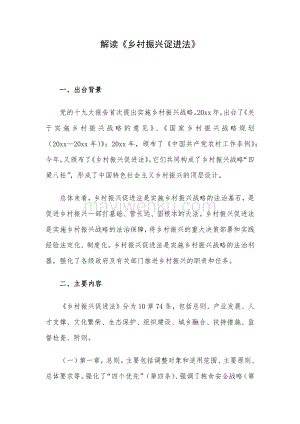 解读《乡村振兴促进法》
一、出台背景
党的十九大报告首次提出实施乡村振兴战略。20xx年，出台了《关
于实施乡村振兴战略的意见》、《国家乡村振兴战略规划
（20xx—20xx年）》；20xx年，颁布了《中国共产党农村工作条例》；
今年，又颁布了《乡村振兴促进法》。它们共同构成了乡村振兴战略“四
梁八柱”，形成了中国特色社会主义乡村振兴的顶层设计。
总体来看，乡村振兴促进法是实施乡村振兴战略的法治基石，是
促进乡村振兴一部打基础、管长远、固根本的大法。乡村振兴促进法
是实施乡村振兴战略的法治保障，将乡村振兴的重大决策部署和实践
经验法定化、制度化。乡村振兴促进法是实施乡村振兴战略的法治利
器，强化了各级政府及有关部门推进乡村振兴的职责和任务。
二、主要内容
《乡村振兴促进法》分为10章74条，包括总则、产业发展、人
才支撑、文化繁荣、生态保护、组织建设、城乡融合、扶持措施、监
督检查、附则。
（一）第一章，总则。主要包括调整对象和适用范围、主要原则、
总体要求等。强化了“四个优先”（第四条）、强调了粮食安全战略（第